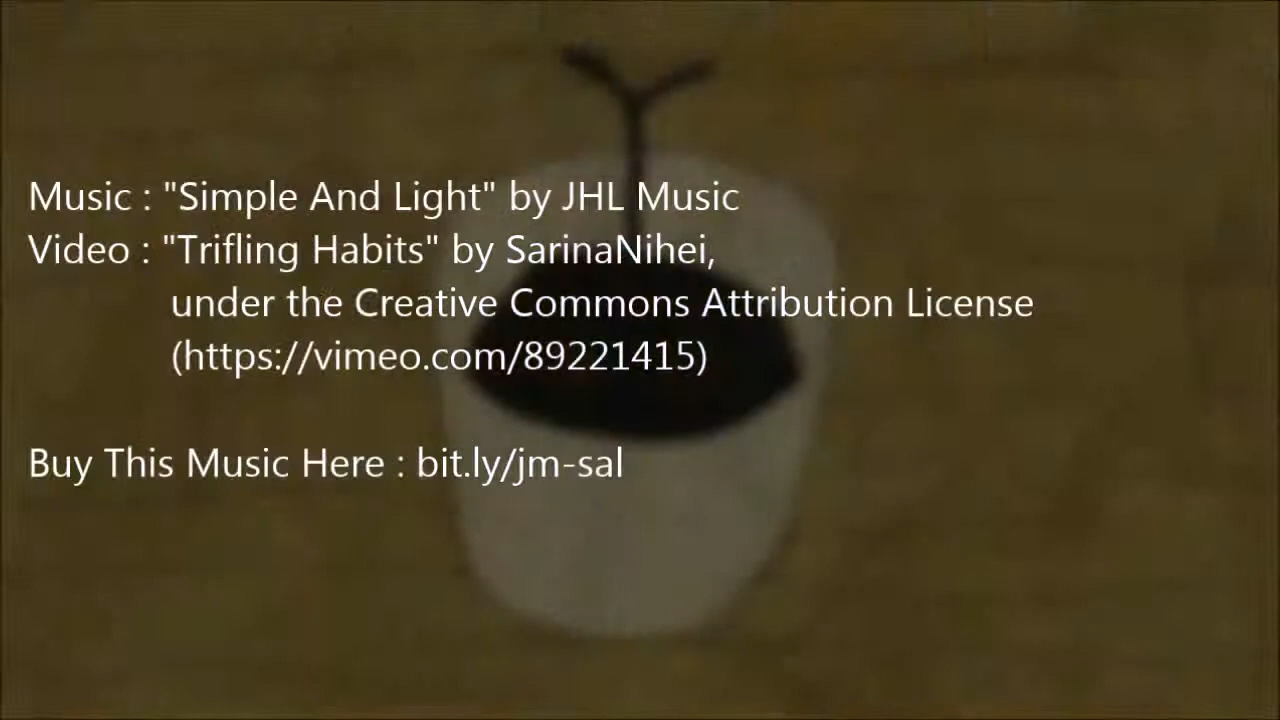 Music : "Simple And Light" by JHL Music
Video : "Trifling Habits" by SarinaNihei,
under the Creative Commons Attribution License
(https://vimeo.com/89221415)
Buy This Music Here : bit.ly/jm-sal